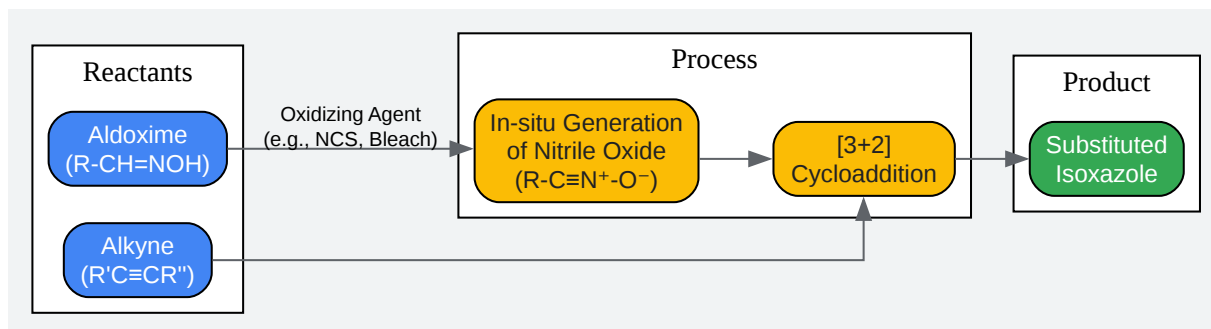 Reactants
Aldoxime
(R-CH=NOH)
Alkyne
(R'C≡CR")
Oxidizing Agent
(e.g., NCS, Bleach)
Process
In-situ Generation
of Nitrile Oxide
(R-C≡N⁺-O⁻)
[3+2]
Cycloaddition
Product
Substituted
Isoxazole